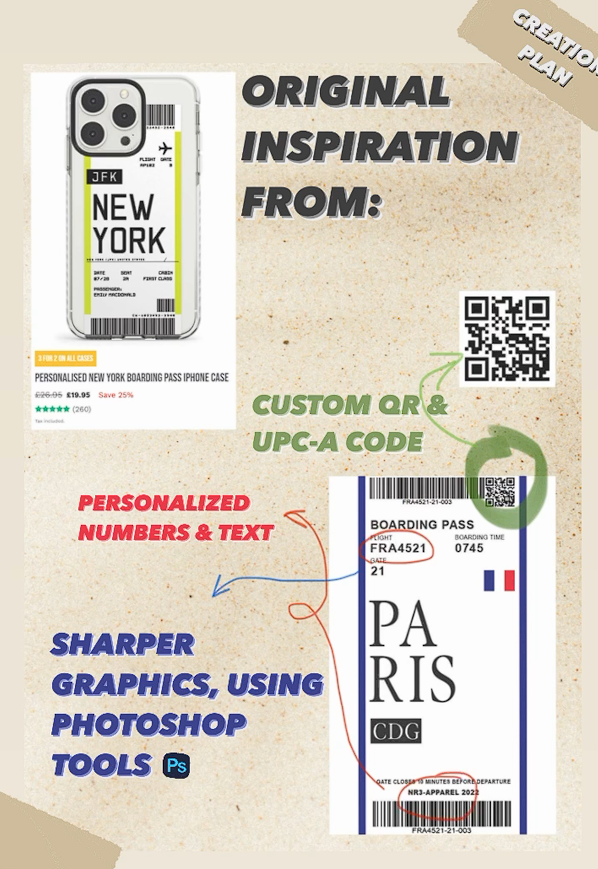 CREATION
PLAN
ORIGINAL
INSPIRATION
FROM:
FLIGHT DATE
JFK
NEW
YORK
DATE SEAT CABIN
07/26 2A FIRST CLASS
PASSENGER:
EMILY MACDONALD
3 FOR 2 ON ALL CASES
PERSONALISED NEW YORK BOARDING PASS IPHONE CASE
£26.95 £19.95 Save 25%
(260)
Tax included.
CUSTOM QR &
UPC-A CODE
PERSONALIZED
NUMBERS & TEXT
SHARPER
GRAPHICS, USING
PHOTOSHOP
TOOLS Ps
FRA4521-21-003
BOARDING PASS
FLIGHT BOARDING TIME
FRA4521 0745
GATE
21
PA
RIS
CDG
GATE CLOSES 10 MINUTES BEFORE DEPARTURE
NR3-APPAREL 2022
FRA4521-21-003